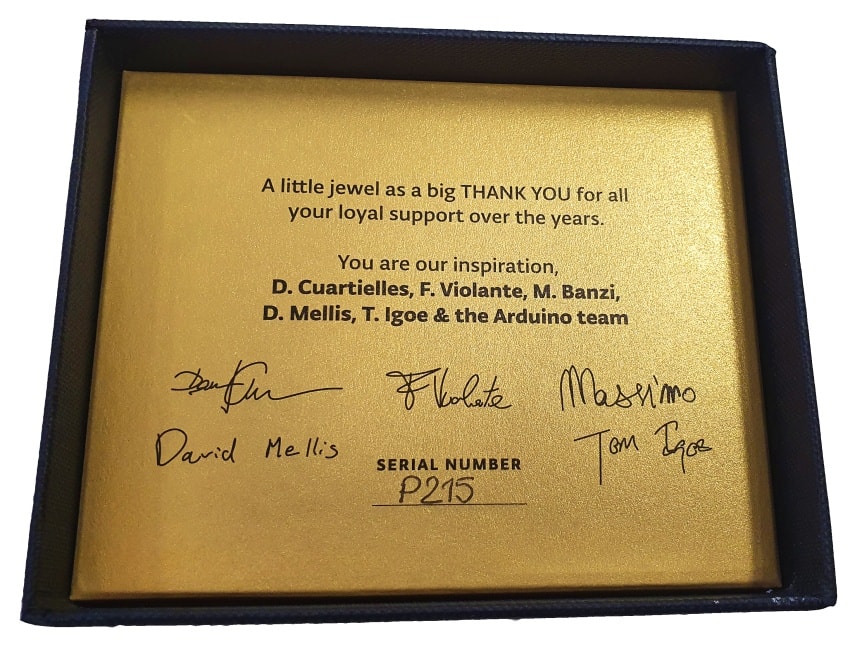 A little jewel as a big THANK YOU for all
your loyal support over the years.
You are our inspiration,
D. Cuartielles, F. Violante, M. Banzi,
D. Mellis, T. Igoe & the Arduino team
F Violante Massimo
David Mellis Tom Igoe
SERIAL NUMBER
P215